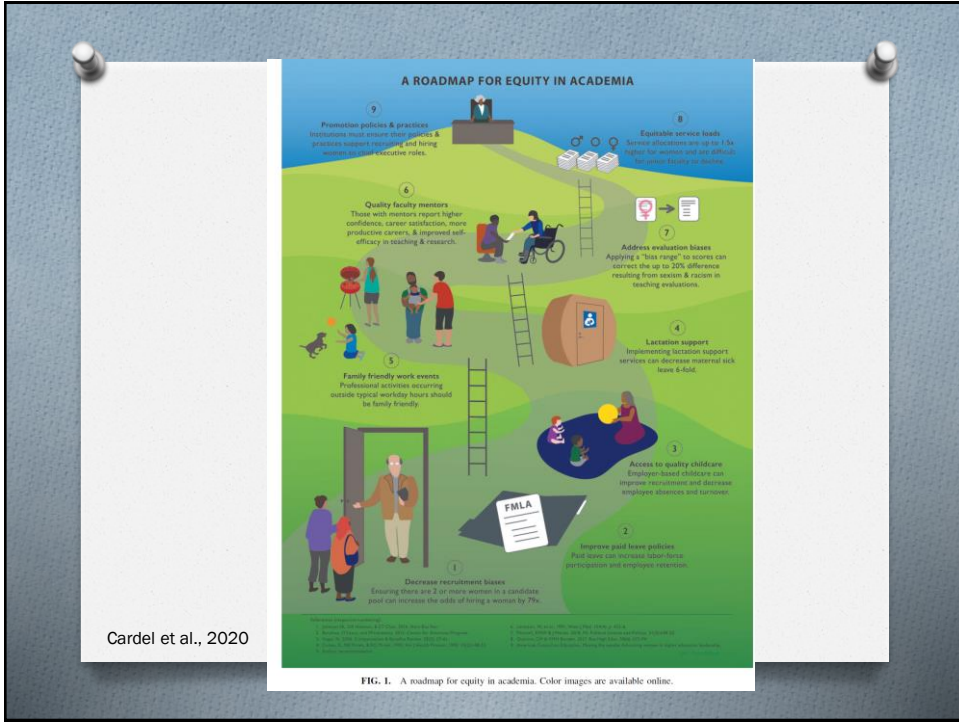 A ROADMAP FOR EQUITY IN ACADEMIA
9
Promotion policies & practices
Institutions must ensure their policies &
practices support recruiting and hiring
women to chief executive roles.
8
Equitable service loads
Service allocations are up to 1.5x
higher for women and are difficult
6
Quality faculty mentors
Those with mentors report higher
confidence, career satisfaction, more
productive careers, & improved self-
efficacy in teaching & research.
7
Address evaluation biases
Applying a "bias range" to scores can
correct the up to 20% difference
resulting from sexism & racism in
teaching evaluations.
4
Lactation support
Implementing lactation support
services can decrease maternal sick
leave 6-fold.
5
Family friendly work events
Professional activities occurring
outside typical workday hours should
be family friendly.
3
Access to quality childcare
Employer-based childcare can
improve recruitment and decrease
employee absences and turnover.
FMLA
2
Improve paid leave policies
Paid leave can increase labor-force
participation and employee retention.
1
Decrease recruitment biases
Ensuring there are 2 or more women in a candidate
pool can increase the odds of hiring a woman by 79x.
Cardel et al., 2020
FIG. 1. A roadmap for equity in academia. Color images are available online.